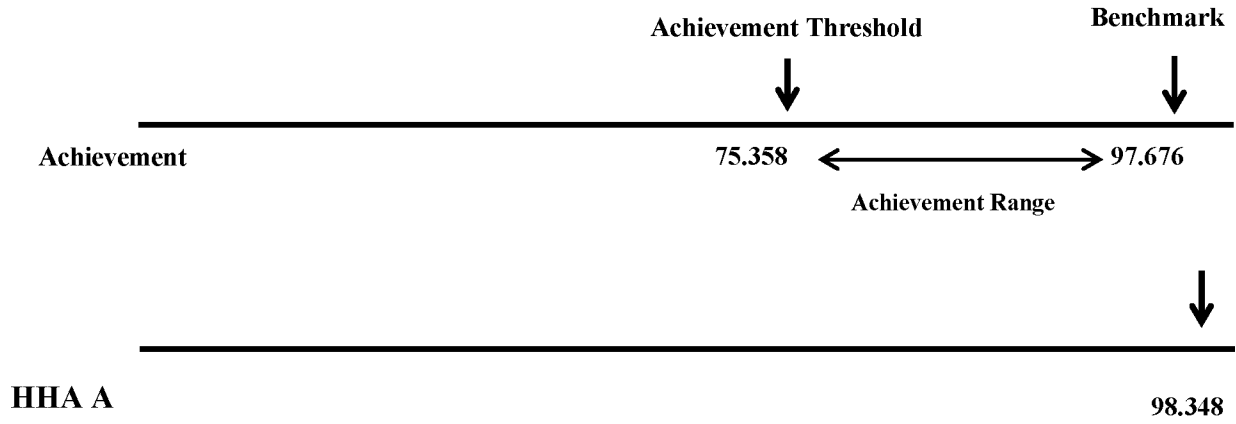 Achievement Threshold
Benchmark
Achievement
75.358
97.676
Achievement Range
HHA A
98.348